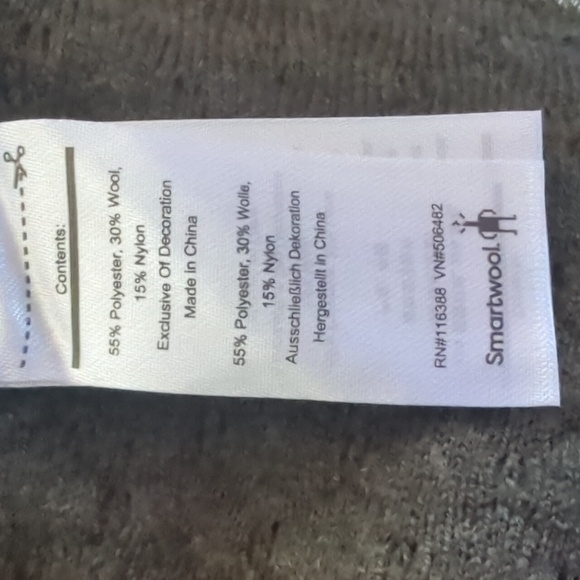 Contents:
55% Polyester, 30% Wool,
15% Nylon
Exclusive Of Decoration
Made In China
55% Polyester, 30% Wolle,
15% Nylon
Ausschließlich Dekoration
Hergestellt in China
RN#116388 VN#506482
Smartwool